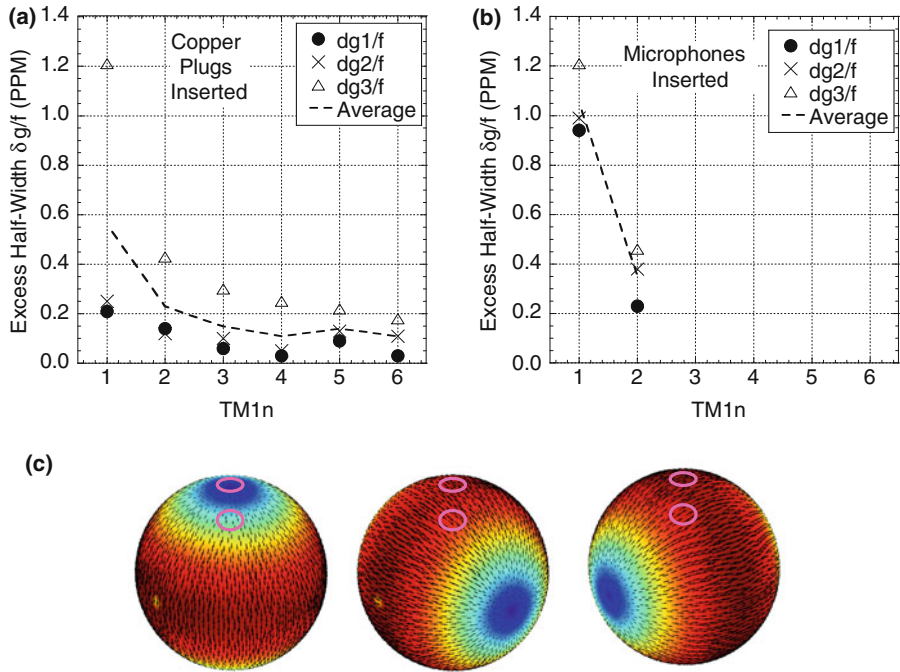 (a)
Excess Half-Width δg/f (PPM)
1.4
1.2
1.0
0.8
0.6
0.4
0.2
0.0
Copper
Plugs
Inserted
dg1/f
dg2/f
dg3/f
Average
1 2 3 4 5 6
TM1n
(b)
Excess Half-Width δg/f (PPM)
1.4
1.2
1.0
0.8
0.6
0.4
0.2
0.0
Microphones
Inserted
dg1/f
dg2/f
dg3/f
Average
1 2 3 4 5 6
TM1n
(c)